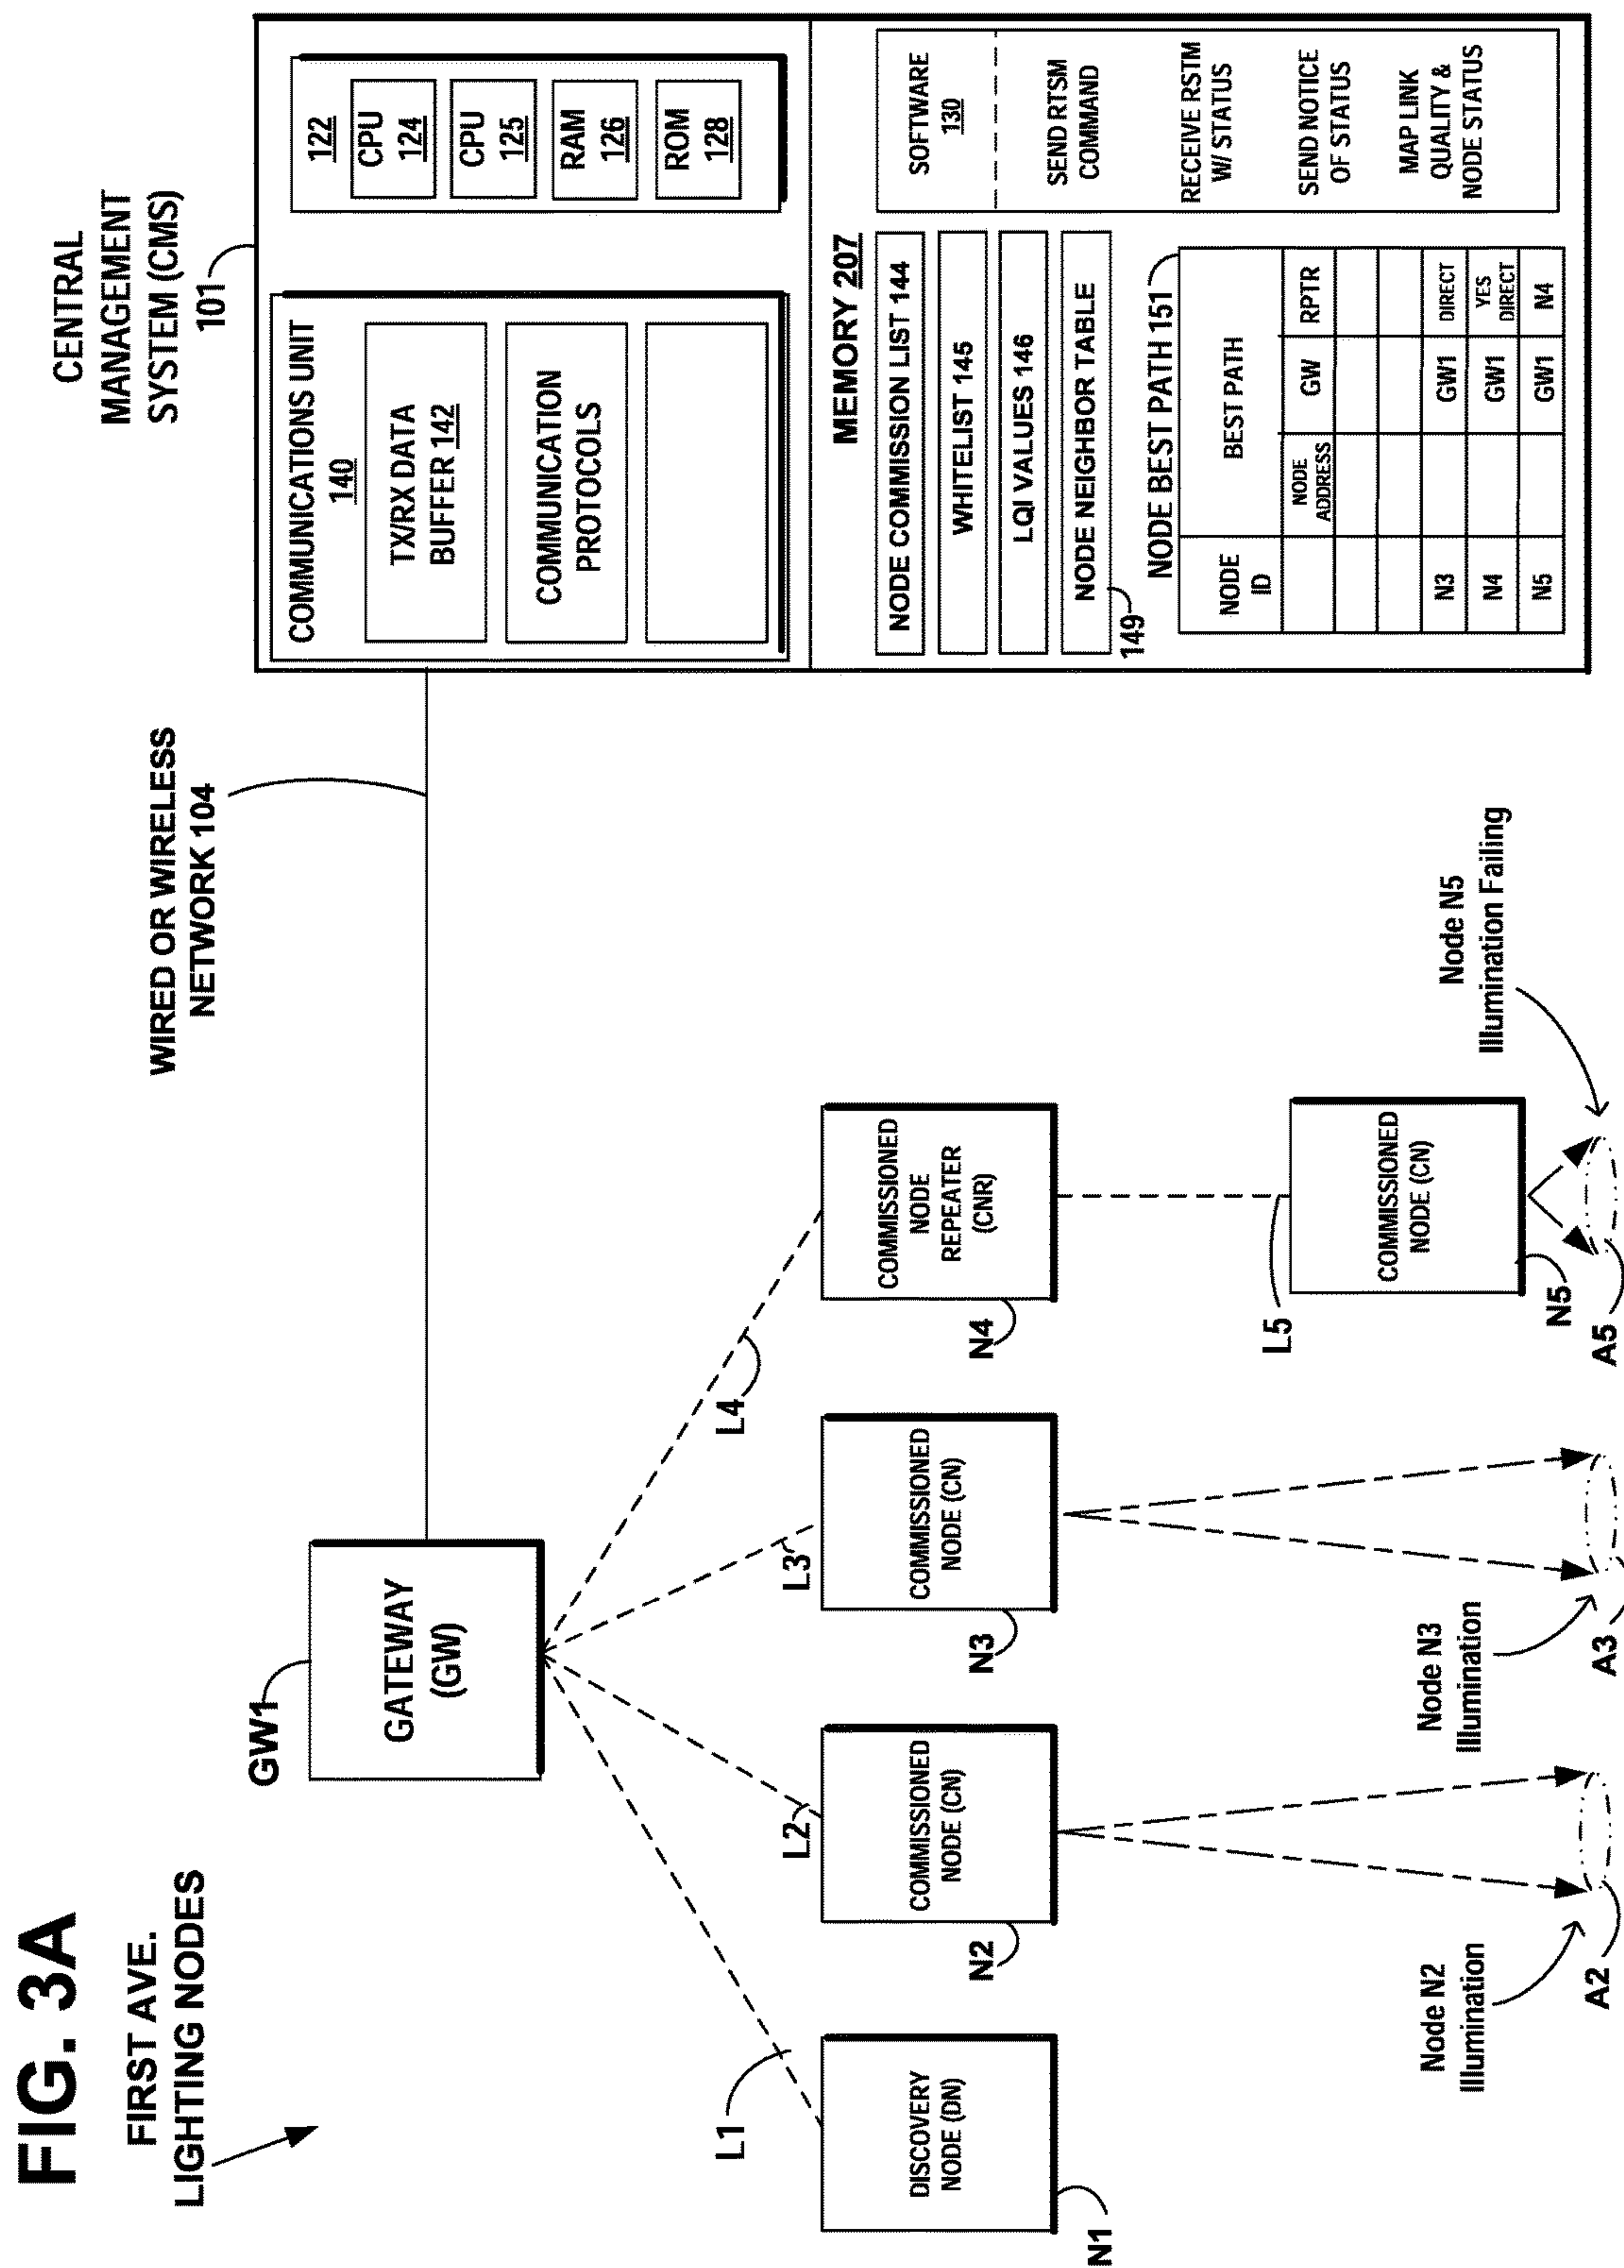 FIG. 3A
FIRST AVE.
LIGHTING NODES
GW1
GATEWAY
(GW)
WIRED OR WIRELESS
NETWORK 104
L1
L2
L3
L4
DISCOVERY
NODE (DN)
N1
COMMISSIONED
NODE (CN)
N2
COMMISSIONED
NODE (CN)
N3
COMMISSIONED
NODE
REPEATER
(CNR)
N4
L5
COMMISSIONED
NODE (CN)
N5
Node N2
Illumination
A2
Node N3
Illumination
A3
Node N5
Illumination Failing
A5
CENTRAL
MANAGEMENT
SYSTEM (CMS)
101
COMMUNICATIONS UNIT
140
TX/RX DATA
BUFFER 142
COMMUNICATION
PROTOCOLS
122
CPU
124
CPU
125
RAM
126
ROM
128
MEMORY 207
NODE COMMISSION LIST 144
WHITELIST 145
LQI VALUES 146
NODE NEIGHBOR TABLE
149
NODE BEST PATH 151
NODE
ID
BEST PATH
NODE
ADDRESS
GW
RPTR
N3 GW1 DIRECT
N4 GW1 YES
DIRECT
N5 GW1 N4
SOFTWARE
130
SEND RTSM
COMMAND
RECEIVE RSTM
W/ STATUS
SEND NOTICE
OF STATUS
MAP LINK
QUALITY &
NODE STATUS